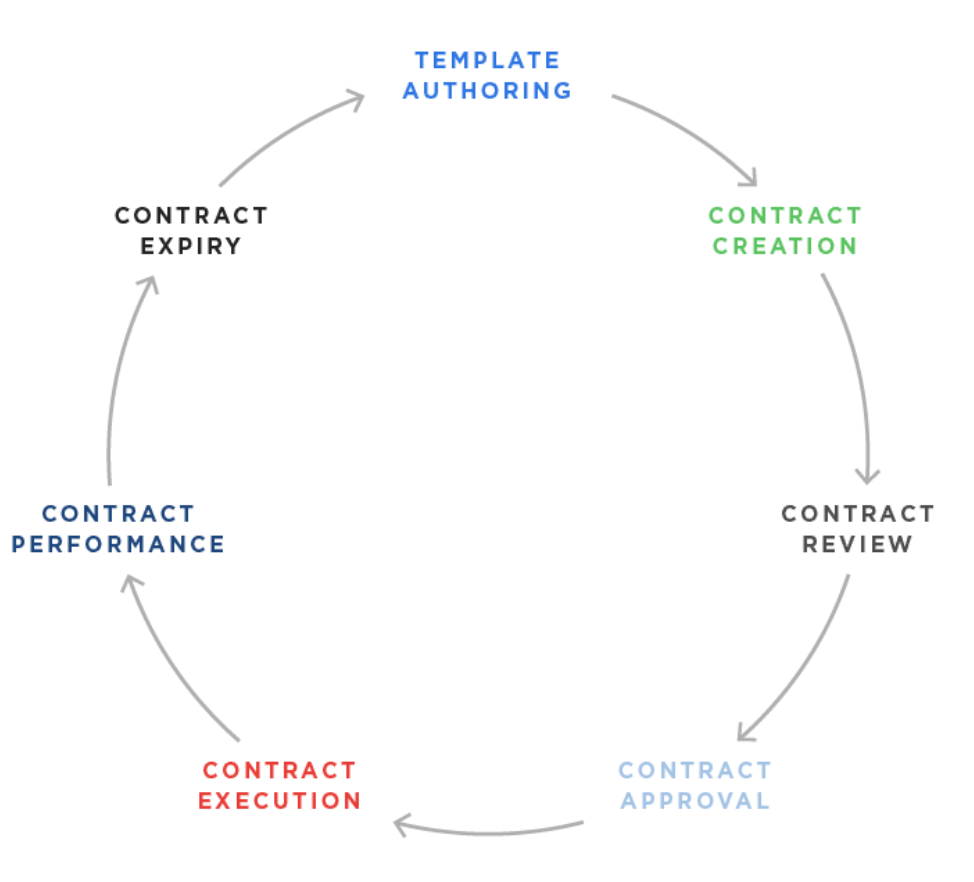 TEMPLATE
AUTHORING
CONTRACT
CREATION
CONTRACT
REVIEW
CONTRACT
APPROVAL
CONTRACT
EXECUTION
CONTRACT
PERFORMANCE
CONTRACT
EXPIRY